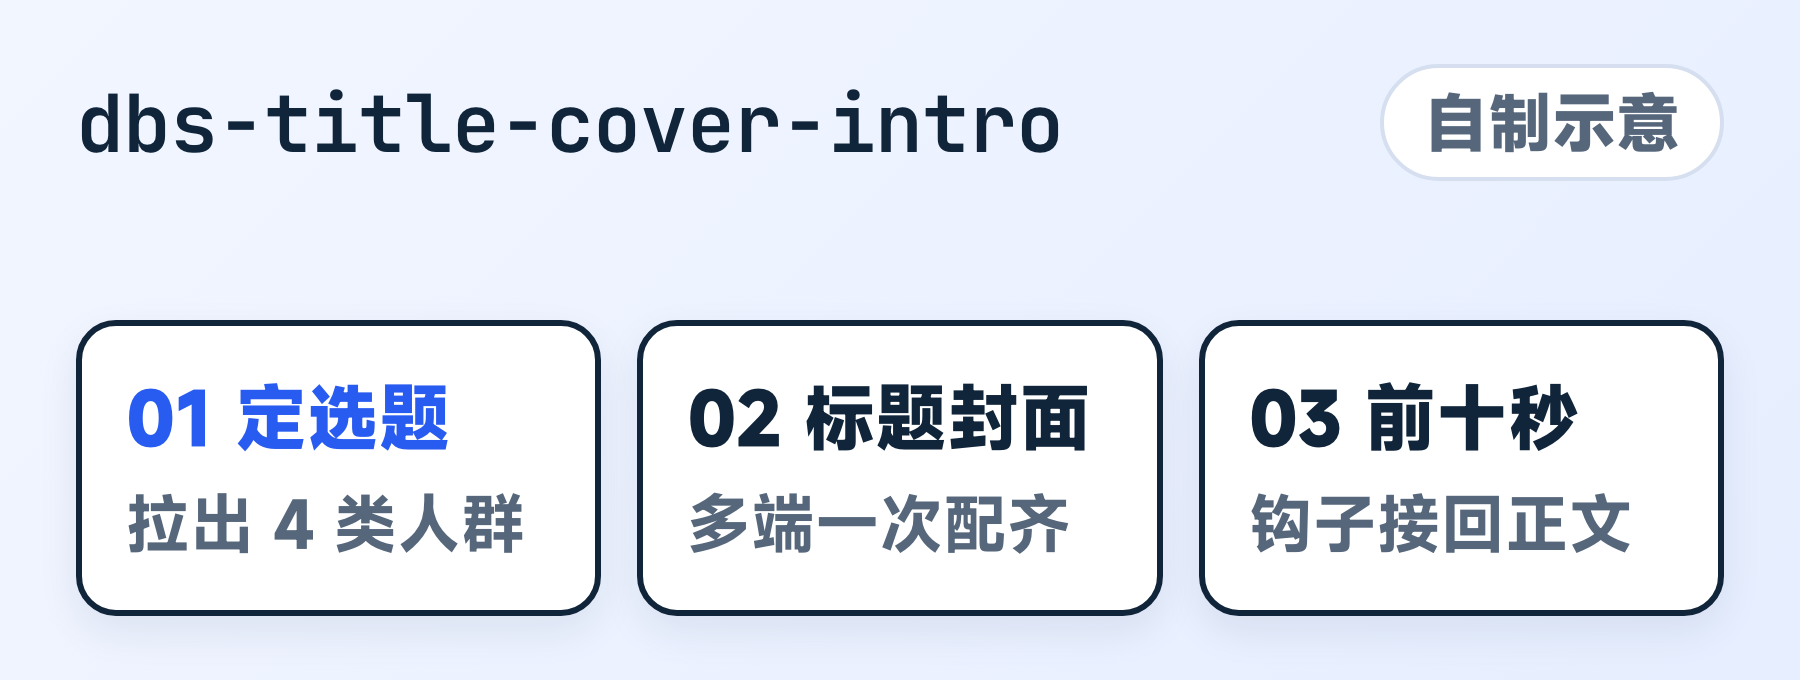 dbs-title-cover-intro
自制示意
01 定选题
拉出 4 类人群
02 标题封面
多端一次配齐
03 前十秒
钩子接回正文